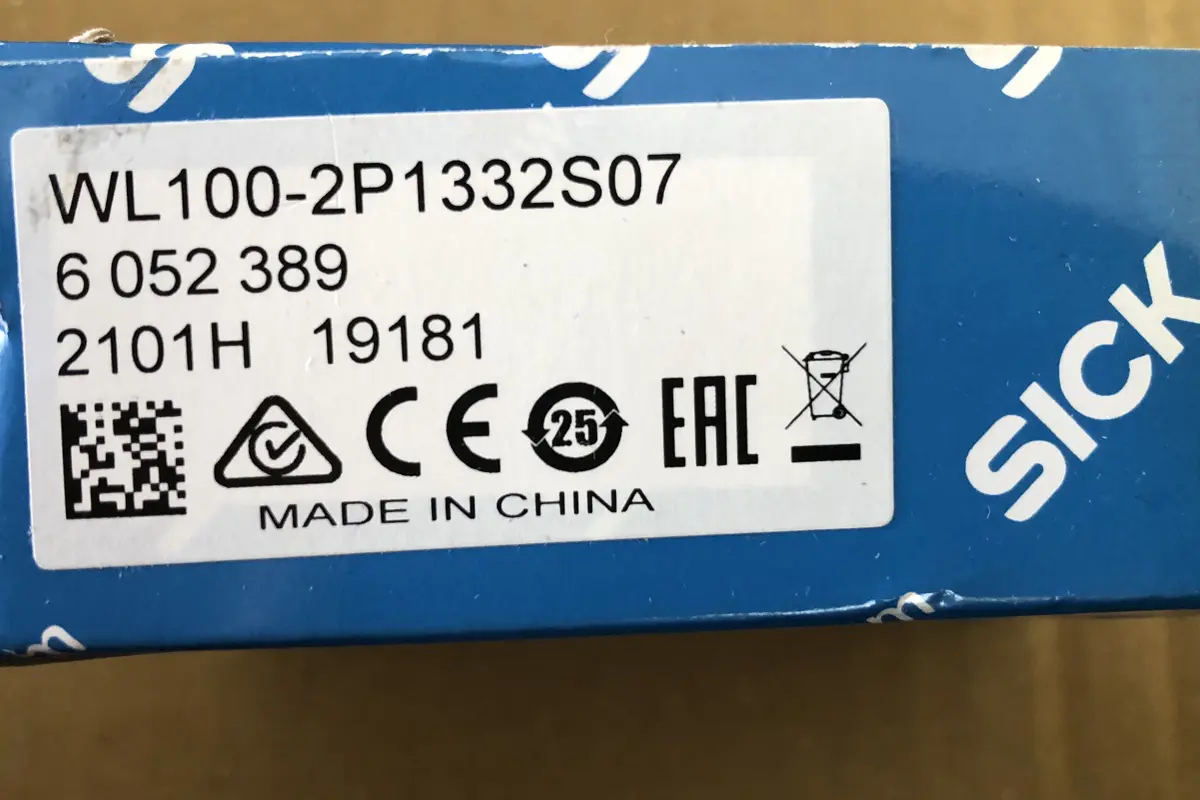 WL100-2P1332S07
6 052 389
2101H 19181
CE 25 EAC
MADE IN CHINA
SICK